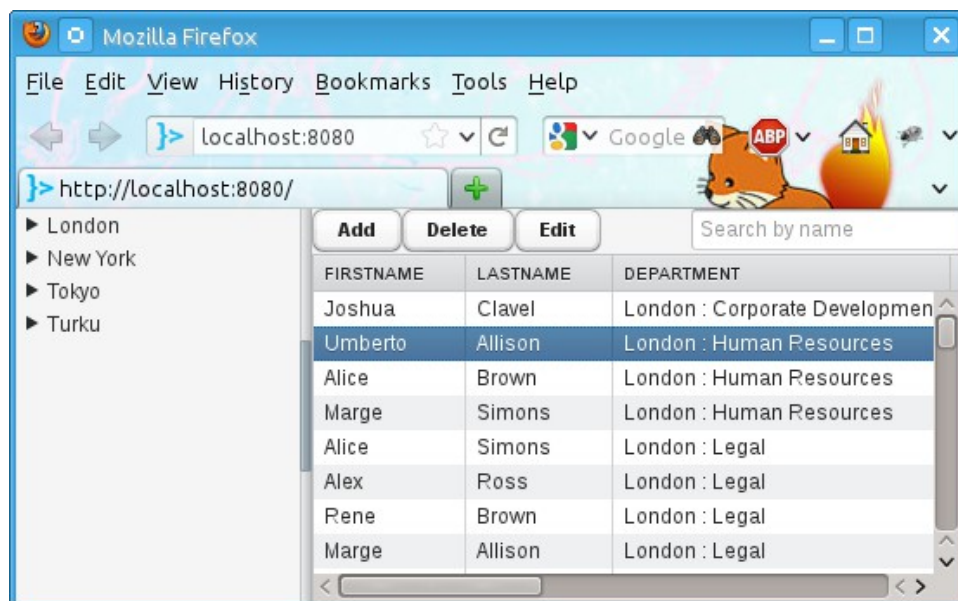 Mozilla Firefox
File Edit View History Bookmarks Tools Help
}> localhost:8080 Google ABP
}> http://localhost:8080/
London
New York
Tokyo
Turku
Add Delete Edit Search by name
FIRSTNAME LASTNAME DEPARTMENT
Joshua Clavel London : Corporate Developmen
Umberto Allison London : Human Resources
Alice Brown London : Human Resources
Marge Simons London : Human Resources
Alice Simons London : Legal
Alex Ross London : Legal
Rene Brown London : Legal
Marge Allison London : Legal